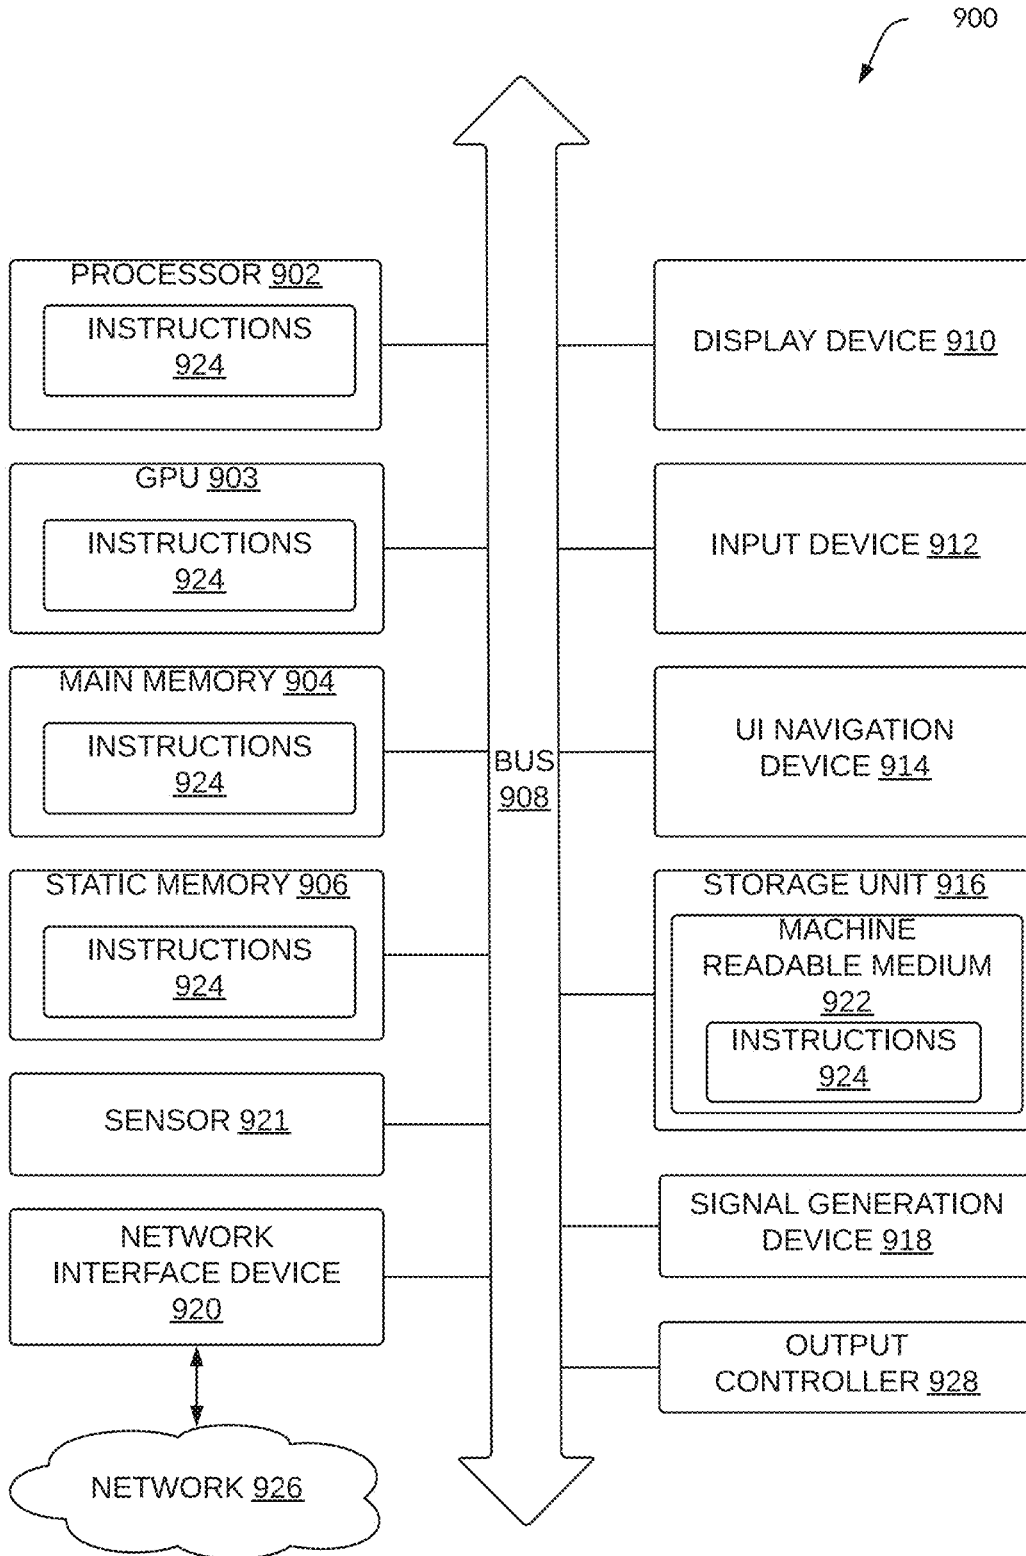 900
PROCESSOR 902
INSTRUCTIONS
924
GPU 903
INSTRUCTIONS
924
MAIN MEMORY 904
INSTRUCTIONS
924
STATIC MEMORY 906
INSTRUCTIONS
924
SENSOR 921
NETWORK
INTERFACE DEVICE
920
NETWORK 926
BUS
908
DISPLAY DEVICE 910
INPUT DEVICE 912
UI NAVIGATION
DEVICE 914
STORAGE UNIT 916
MACHINE
READABLE MEDIUM
922
INSTRUCTIONS
924
SIGNAL GENERATION
DEVICE 918
OUTPUT
CONTROLLER 928